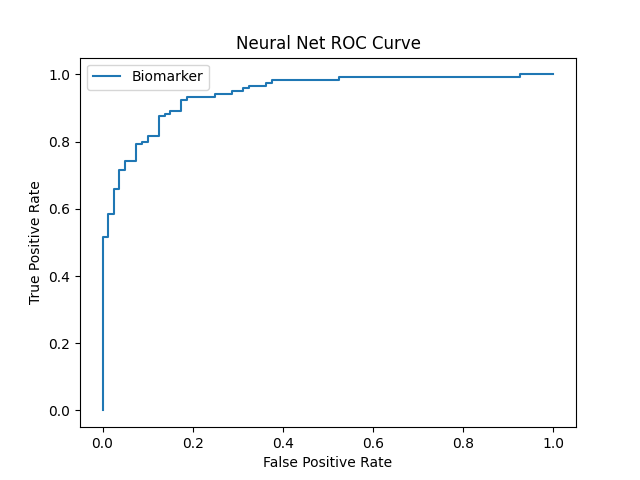 Neural Net ROC Curve
Biomarker
True Positive Rate
1.0
0.8
0.6
0.4
0.2
0.0
0.0 0.2 0.4 0.6 0.8 1.0
False Positive Rate